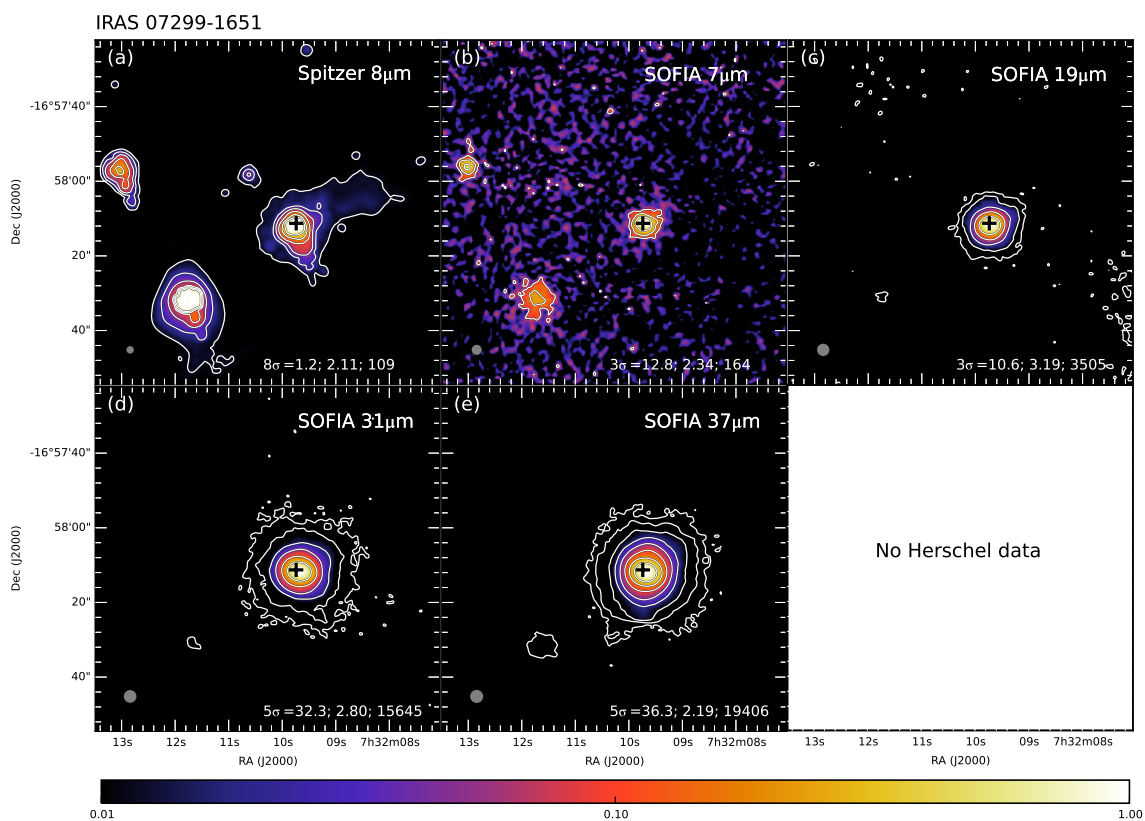 IRAS 07299-1651
(a)
Spitzer 8μm
(b)
SOFIA 7μm
(c)
SOFIA 19μm
-16°57'40"
58'00"
20"
40"
Dec (J2000)
8σ=1.2; 2.11; 109
3σ=12.8; 2.34; 164
3σ=10.6; 3.19; 3505
(d)
SOFIA 31μm
(e)
SOFIA 37μm
-16°57'40"
58'00"
20"
40"
Dec (J2000)
No Herschel data
5σ=32.3; 2.80; 15645
5σ=36.3; 2.19; 19406
13s 12s 11s 10s 09s 7h32m08s
13s 12s 11s 10s 09s 7h32m08s
13s 12s 11s 10s 09s 7h32m08s
RA (J2000)
RA (J2000)
RA (J2000)
0.01 0.10 1.00